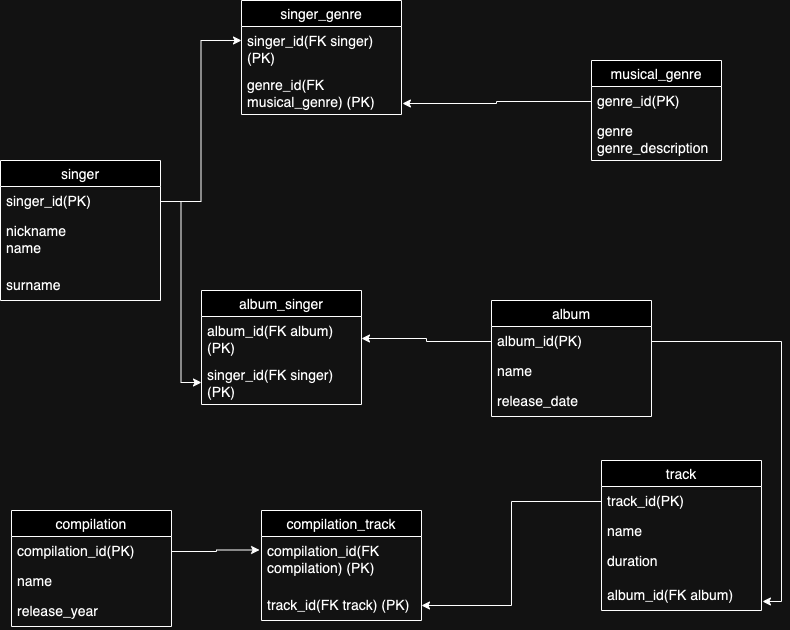 singer_genre
singer_id(FK singer)
(PK)
genre_id(FK
musical_genre) (PK)
musical_genre
genre_id(PK)
genre
genre_description
singer
singer_id(PK)
nickname
name
surname
album_singer
album_id(FK album)
(PK)
singer_id(FK singer)
(PK)
album
album_id(PK)
name
release_date
track
track_id(PK)
name
duration
album_id(FK album)
compilation
compilation_id(PK)
name
release_year
compilation_track
compilation_id(FK
compilation) (PK)
track_id(FK track) (PK)